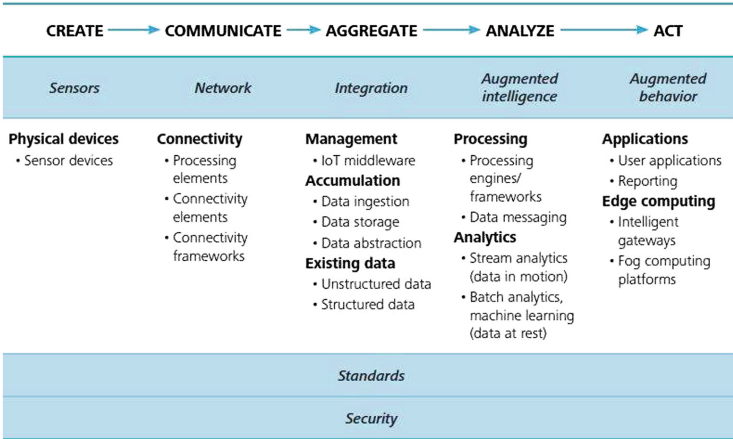 CREATE COMMUNICATE AGGREGATE ANALYZE ACT
Sensors
Network
Integration
Augmented
intelligence
Augmented
behavior
Physical devices
• Sensor devices
Connectivity
• Processing
elements
• Connectivity
elements
• Connectivity
frameworks
Management
• IoT middleware
Accumulation
• Data ingestion
• Data storage
• Data abstraction
Existing data
• Unstructured data
• Structured data
Processing
• Processing
engines/
frameworks
• Data messaging
Analytics
• Stream analytics
(data in motion)
• Batch analytics,
machine learning
(data at rest)
Applications
• User applications
• Reporting
Edge computing
• Intelligent
gateways
• Fog computing
platforms
Standards
Security